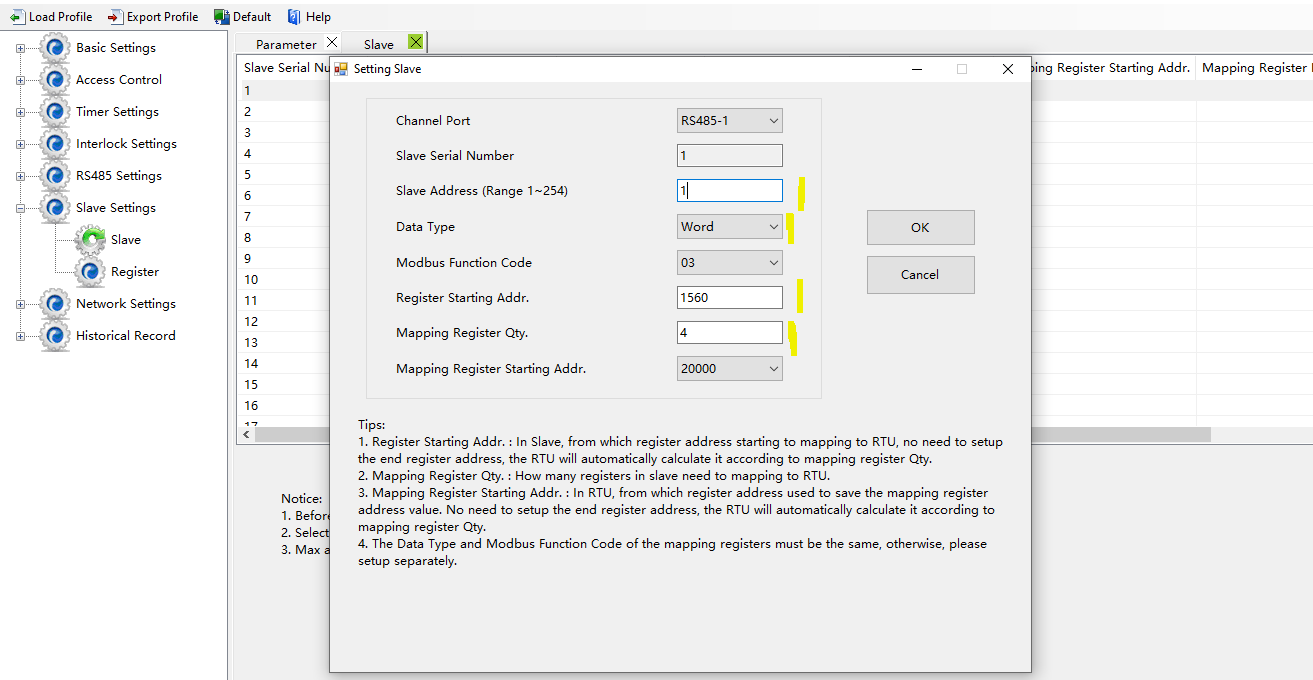 Load Profile Export Profile Default Help
Basic Settings
Access Control
Timer Settings
Interlock Settings
RS485 Settings
Slave Settings
Slave
Register
Network Settings
Historical Record
Parameter Slave
Slave Serial Nu
ing Register Starting Addr. Mapping Register
1
2
3
4
5
6
7
8
9
10
11
12
13
14
15
16
17
Notice:
1. Before
2. Select
3. Max a
Setting Slave
Channel Port RS485-1
Slave Serial Number 1
Slave Address (Range 1~254) 1
Data Type Word
Modbus Function Code 03
Register Starting Addr. 1560
Mapping Register Qty. 4
Mapping Register Starting Addr. 20000
OK
Cancel
Tips:
1. Register Starting Addr. : In Slave, from which register address starting to mapping to RTU, no need to setup
the end register address, the RTU will automatically calculate it according to mapping register Qty.
2. Mapping Register Qty. : How many registers in slave need to mapping to RTU.
3. Mapping Register Starting Addr. : In RTU, from which register address used to save the mapping register
address value. No need to setup the end register address, the RTU will automatically calculate it according to
mapping register Qty.
4. The Data Type and Modbus Function Code of the mapping registers must be the same, otherwise, please
setup separately.